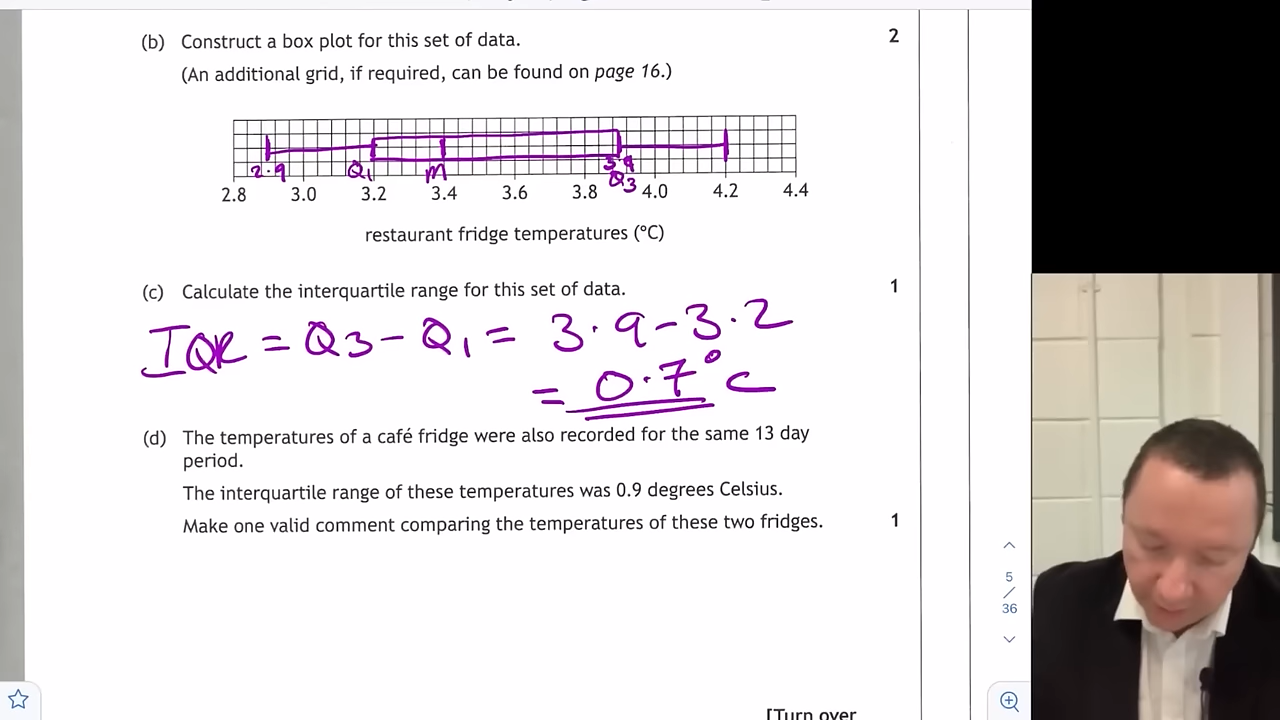 (b) Construct a box plot for this set of data. 2
(An additional grid, if required, can be found on page 16.)
2.9 Q1 M 3.9
Q3
2.8 3.0 3.2 3.4 3.6 3.8 4.0 4.2 4.4
restaurant fridge temperatures (°C)
(c) Calculate the interquartile range for this set of data. 1
IQR = Q3 - Q1 = 3.9 - 3.2
= 0.7°C
(d) The temperatures of a café fridge were also recorded for the same 13 day
period.
The interquartile range of these temperatures was 0.9 degrees Celsius.
Make one valid comment comparing the temperatures of these two fridges. 1
5
/
36
[Turn over